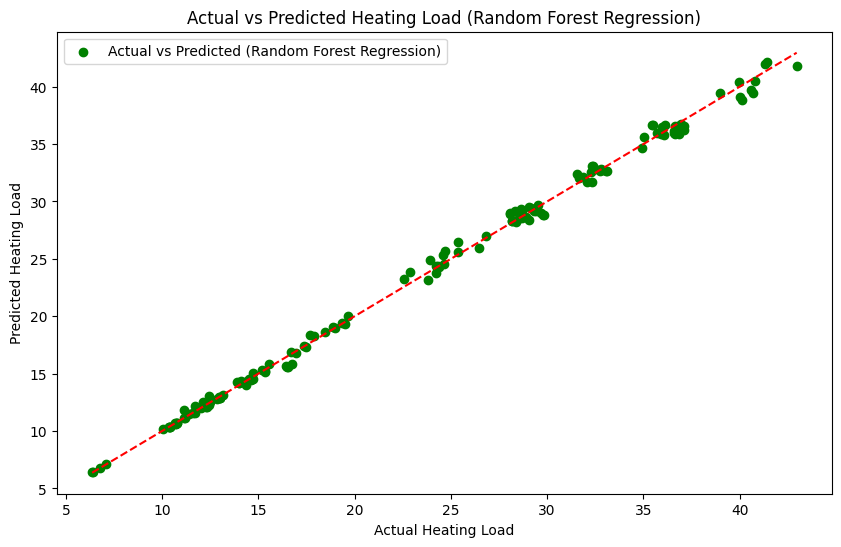 Actual vs Predicted Heating Load (Random Forest Regression)
Actual vs Predicted (Random Forest Regression)
Predicted Heating Load
40
35
30
25
20
15
10
5
5 10 15 20 25 30 35 40
Actual Heating Load